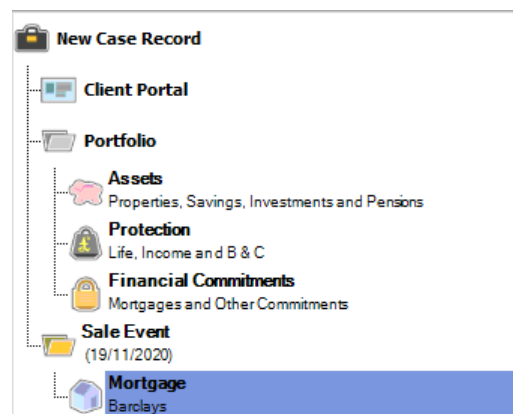 New Case Record
Client Portal
Portfolio
Assets
Properties, Savings, Investments and Pensions
Protection
Life, Income and B & C
Financial Commitments
Mortgages and Other Commitments
Sale Event
(19/11/2020)
Mortgage
Barclays